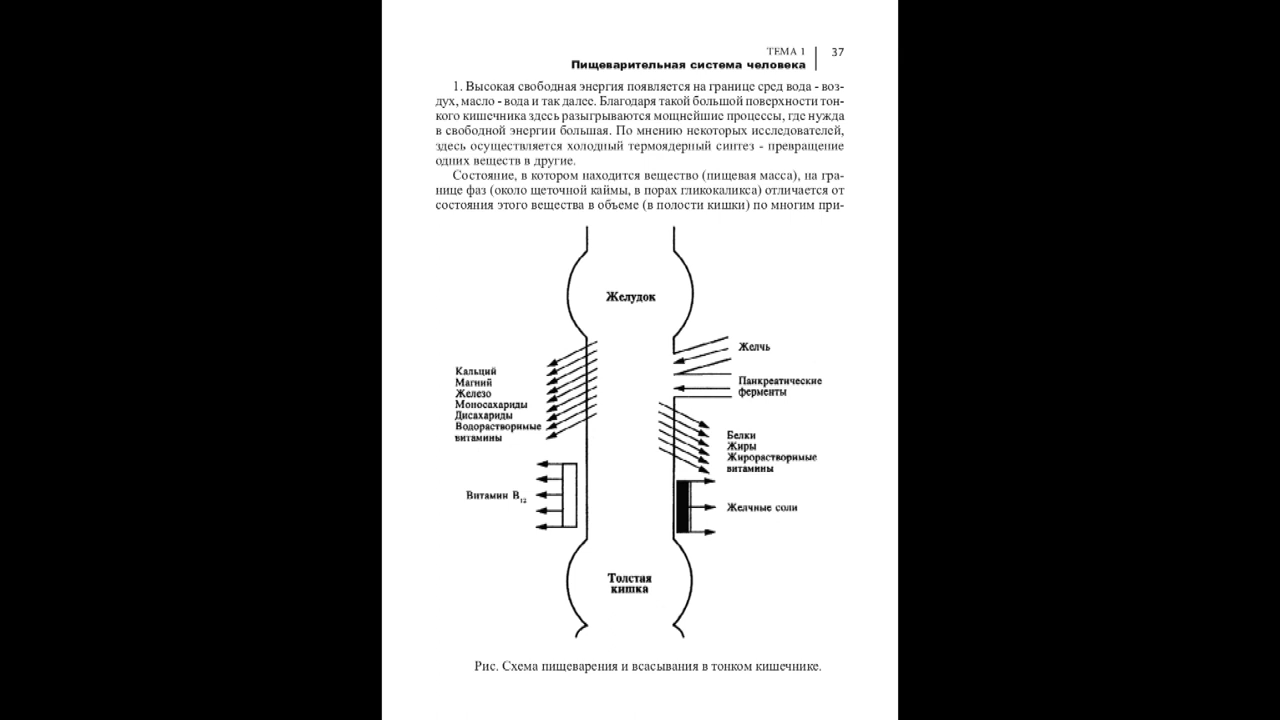 ТЕМА 1 37
Пищеварительная система человека
1. Высокая свободная энергия появляется на границе сред вода - воз-
дух, масло - вода и так далее. Благодаря такой большой поверхности тон-
кого кишечника здесь разыгрываются мощнейшие процессы, где нужда
в свободной энергии большая. По мнению некоторых исследователей,
здесь осуществляется холодный термоядерный синтез - превращение
одних веществ в другие.
Состояние, в котором находится вещество (пищевая масса), на гра-
нице фаз (около щеточной каймы, в порах гликокаликса) отличается от
состояния этого вещества в объеме (в полости кишки) по многим при-
Желудок
Желчь
Панкреатические
ферменты
Кальций
Магний
Железо
Моносахариды
Дисахариды
Водорастворимые
витамины
Белки
Жиры
Жирорастворимые
витамины
Витамин B12
Желчные соли
Толстая
кишка
Рис. Схема пищеварения и всасывания в тонком кишечнике.